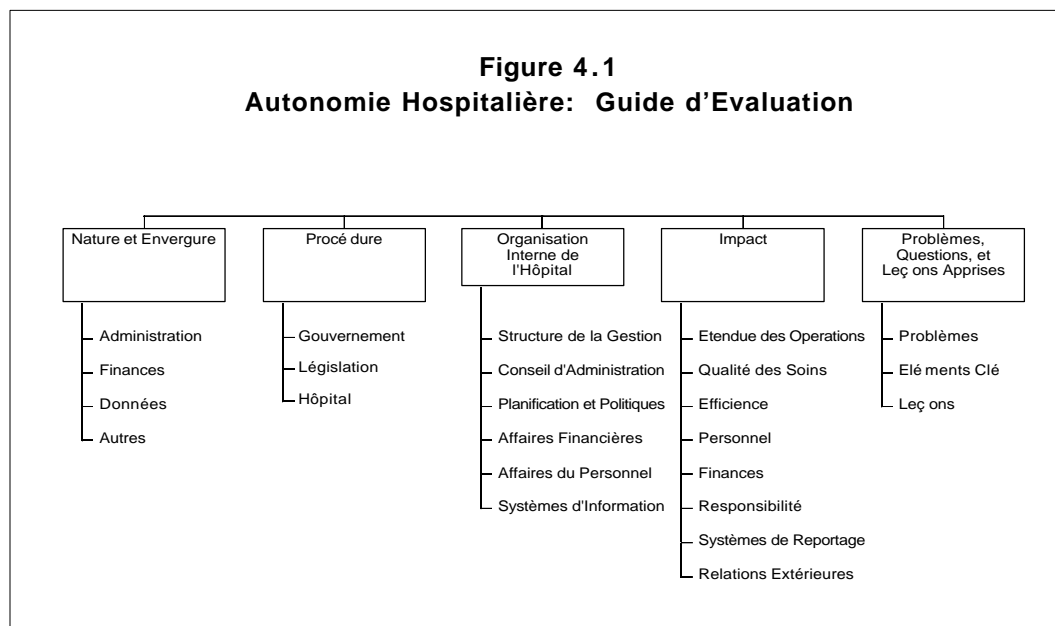 Figure 4.1
Autonomie Hospitalière: Guide d'Evaluation
Nature et Envergure
Administration
Finances
Données
Autres
Procé dure
Gouvernement
Législation
Hôpital
Organisation
Interne de
l'Hôpital
Structure de la Gestion
Conseil d'Administration
Planification et Politiques
Affaires Financières
Affaires du Personnel
Systèmes d'Information
Impact
Etendue des Operations
Qualité des Soins
Efficience
Personnel
Finances
Responsibilité
Systèmes de Reportage
Relations Extérieures
Problèmes,
Questions, et
Leç ons Apprises
Problèmes
Elé ments Clé
Leç ons